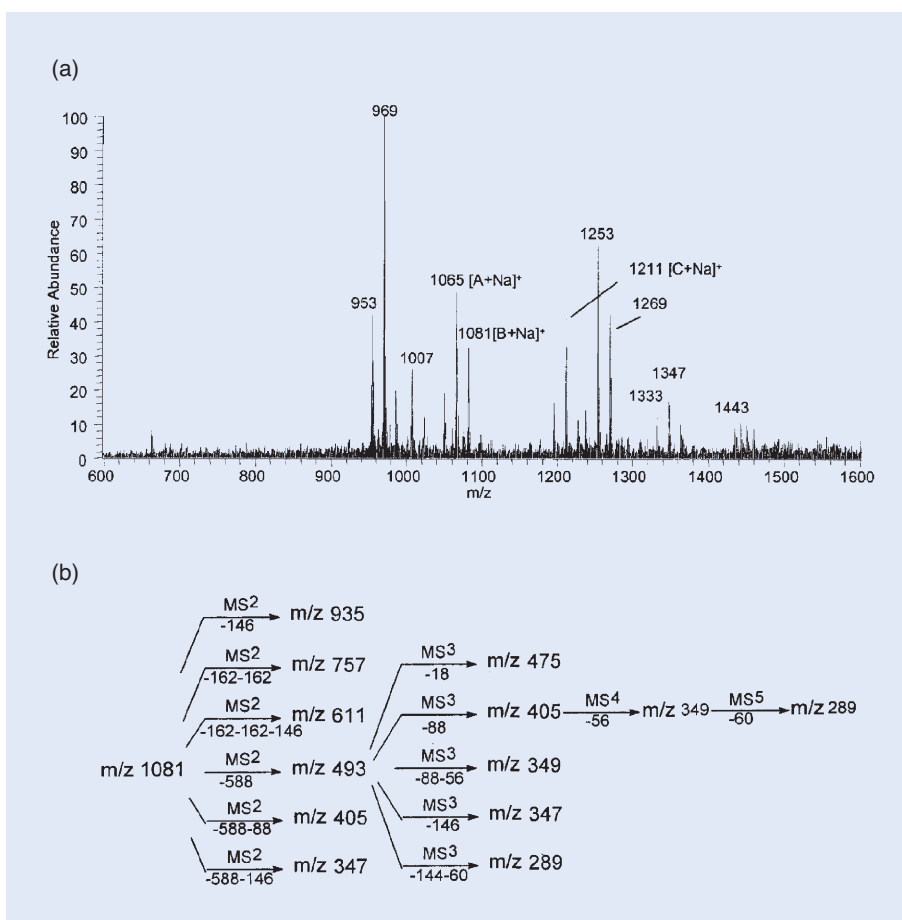 (a)
969
100
90
80
70
60
50
40
30
20
10
0
Relative Abundance
953
1007
1065 [A+Na]⁺
1081[B+Na]⁺
1253
1211 [C+Na]⁺
1269
1347
1333
1443
600 700 800 900 1000 1100 1200 1300 1400 1500 1600
m/z
(b)
MS²
-146
m/z 935
MS²
-162-162
m/z 757
MS²
-162-162-146
m/z 611
m/z 1081
MS²
-588
m/z 493
MS²
-588-88
m/z 405
MS²
-588-146
m/z 347
MS³
-18
m/z 475
MS³
-88
m/z 405
MS⁴
-56
m/z 349
MS⁵
-60
m/z 289
MS³
-88-56
m/z 349
MS³
-146
m/z 347
MS³
-144-60
m/z 289